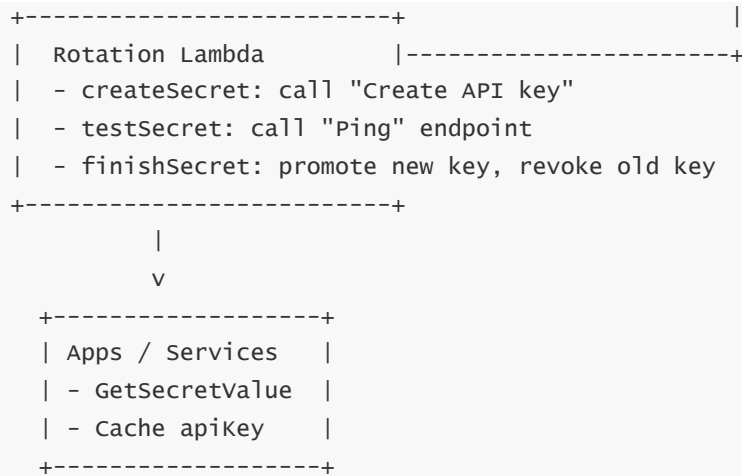 +--------------------------+                       |
|  Rotation Lambda         |-----------------------+
|  - createSecret: call "Create API key"
|  - testSecret: call "Ping" endpoint
|  - finishSecret: promote new key, revoke old key
+--------------------------+
          |
          v
  +--------------------+
  | Apps / Services    |
  | - GetSecretValue   |
  | - Cache apiKey     |
  +--------------------+